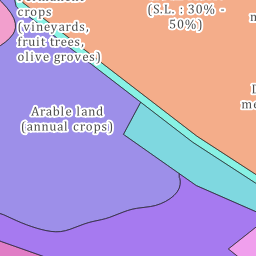 crops
(vineyards,
fruit trees,
olive groves)
(S.L. : 30% -
50%)
Arable land
(annual crops)